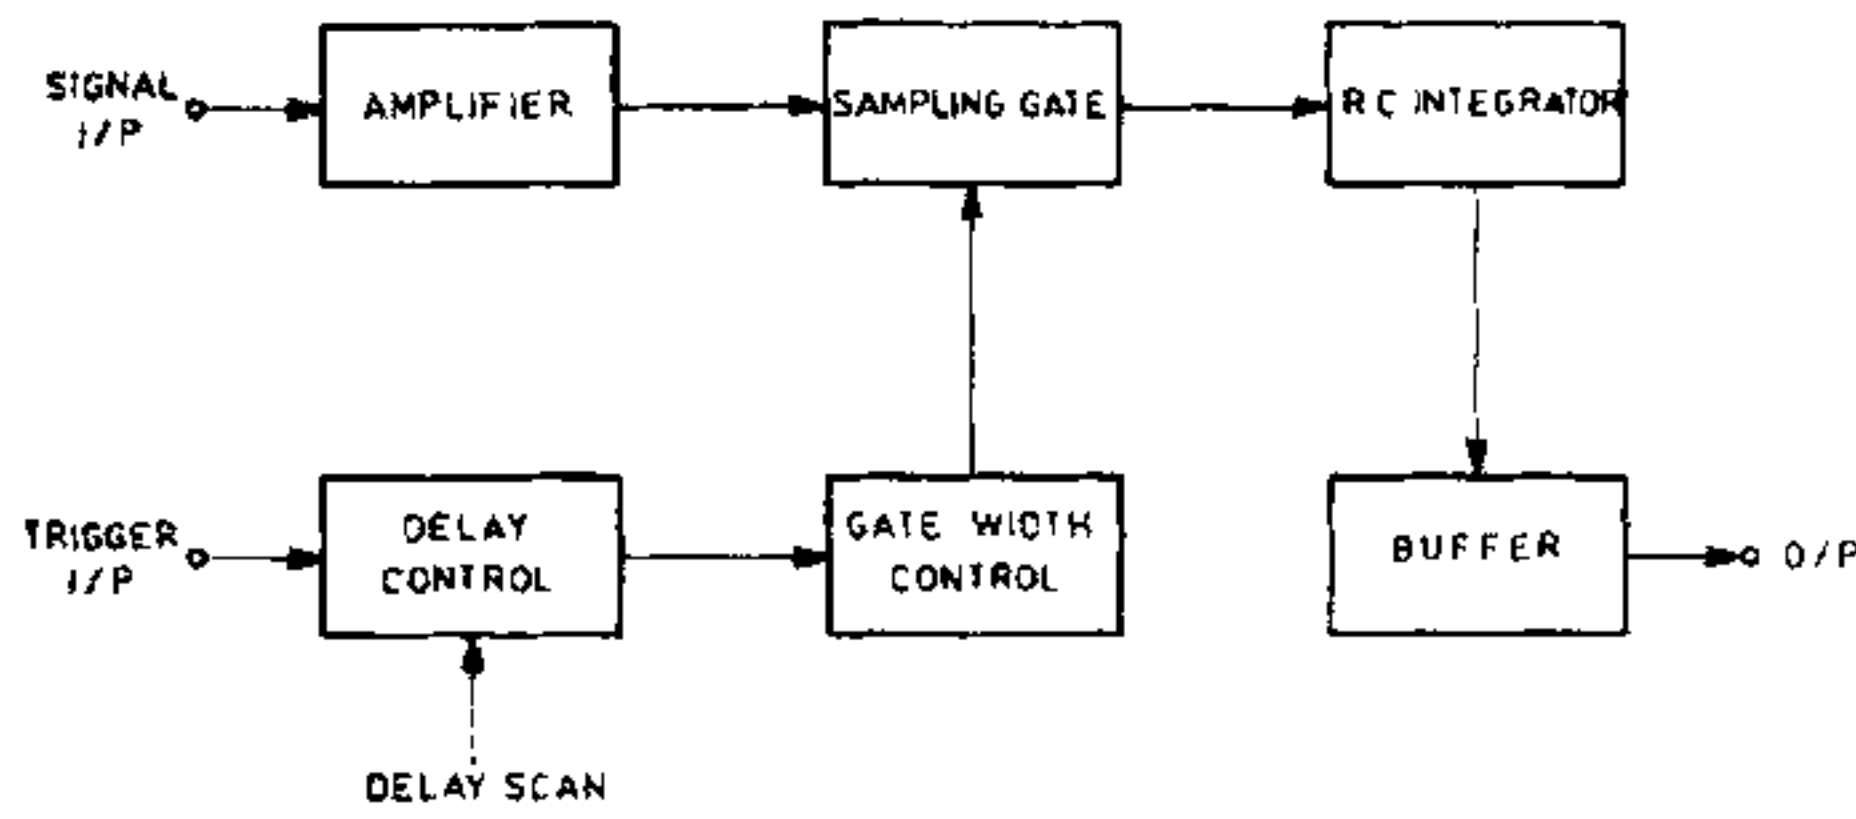 SIGNAL
I/P
AMPLIFIER
SAMPLING GATE
RC INTEGRATOR
TRIGGER
I/P
DELAY
CONTROL
GATE WIDTH
CONTROL
BUFFER
O/P
DELAY SCAN